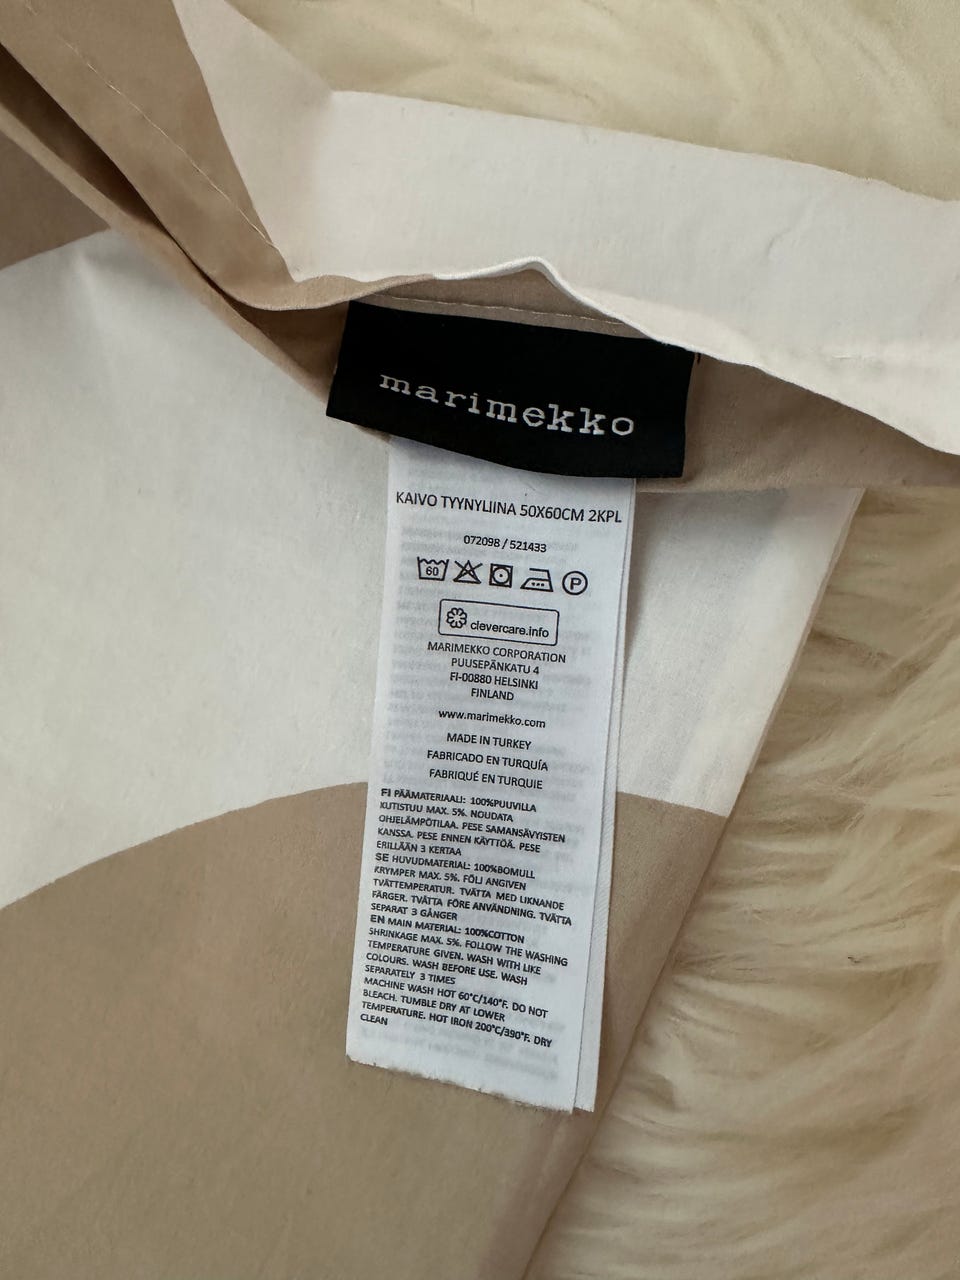 marimekko
KAIVO TYYNYLIINA 50X60CM 2KPL
072098 / 521433
60
P
clevercare.info
MARIMEKKO CORPORATION
PUUSEPÄNKATU 4
FI-00880 HELSINKI
FINLAND
www.marimekko.com
MADE IN TURKEY
FABRICADO EN TURQUÍA
FABRIQUÉ EN TURQUIE
FI PÄÄMATERIAALI: 100%PUUVILLA
KUTISTUU MAX. 5%. NOUDATA
OHJELÄMPÖTILAA. PESE SAMANSÄVYISTEN
KANSSA. PESE ENNEN KÄYTTÖÄ. PESE
ERILLÄÄN 3 KERTAA
SE HUVUDMATERIAL: 100%BOMULL
KRYMPER MAX. 5%. FÖLJ ANGIVEN
TVÄTTEMPERATUR. TVÄTTA MED LIKNANDE
FÄRGER. TVÄTTA FÖRE ANVÄNDNING. TVÄTTA
SEPARAT 3 GÅNGER
EN MAIN MATERIAL: 100%COTTON
SHRINKAGE MAX. 5%. FOLLOW THE WASHING
TEMPERATURE GIVEN. WASH WITH LIKE
COLOURS. WASH BEFORE USE. WASH
SEPARATELY 3 TIMES
MACHINE WASH HOT 60°C/140°F. DO NOT
BLEACH. TUMBLE DRY AT LOWER
TEMPERATURE. HOT IRON 200°C/390°F. DRY
CLEAN